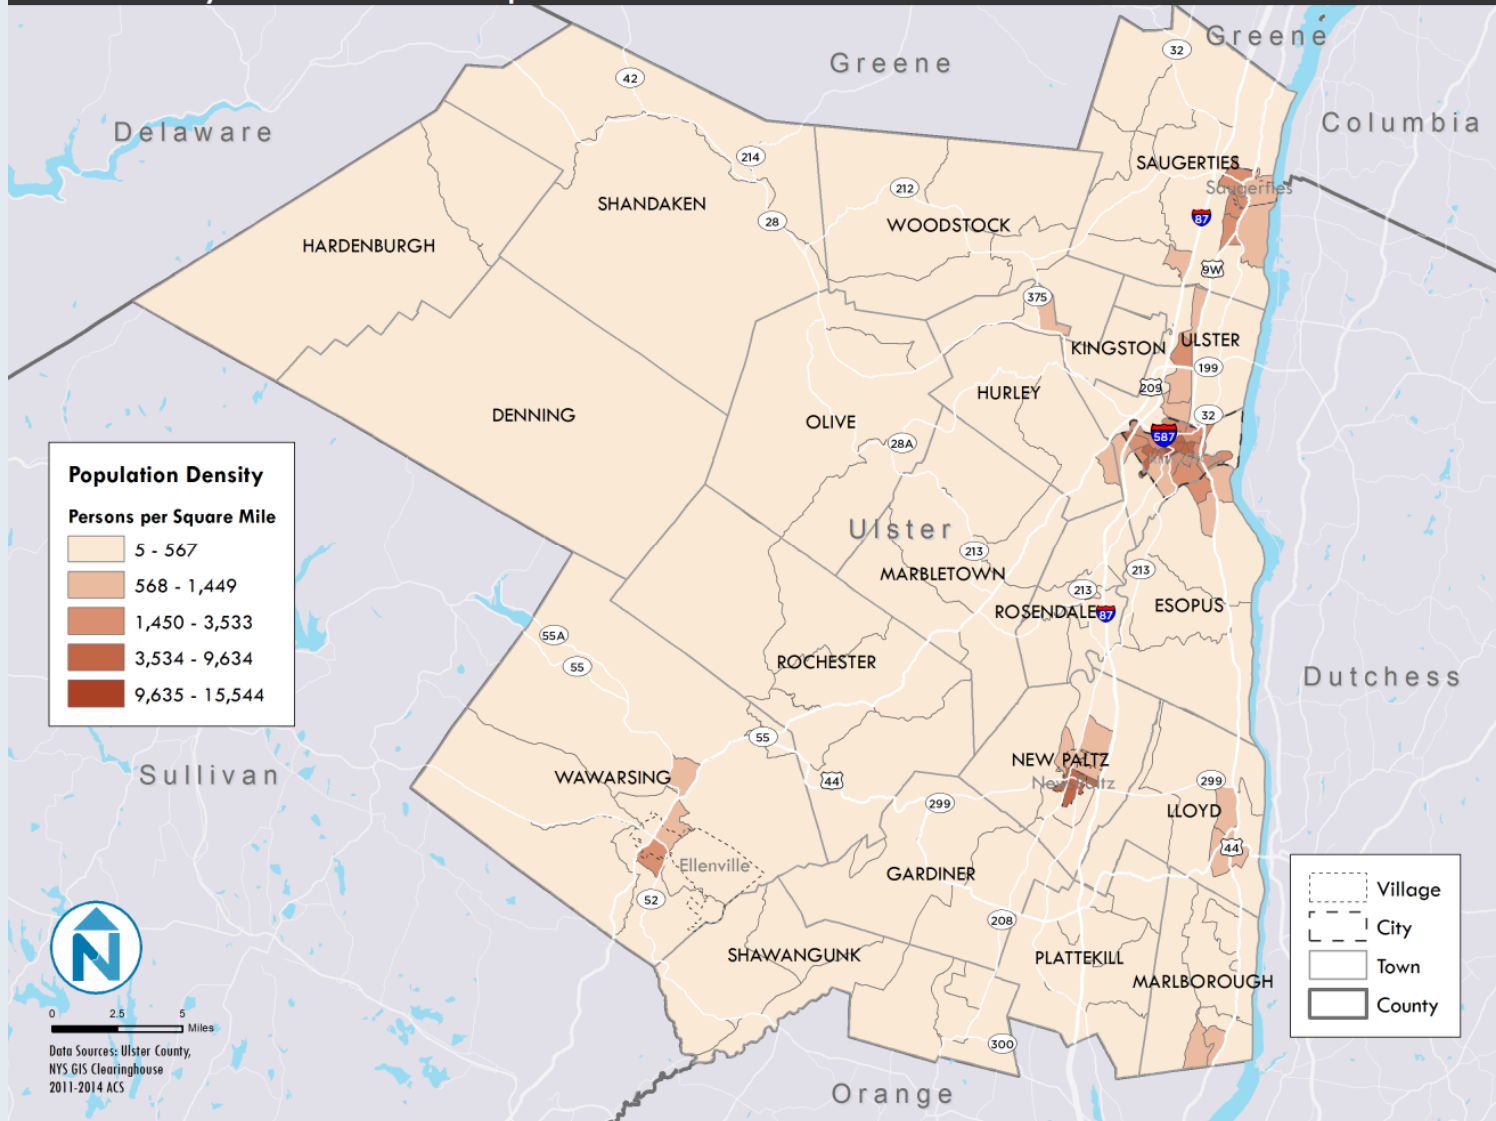 Greene
Greene
32
42
Columbia
Delaware
214
SAUGERTIES
Saugerties
212
SHANDAKEN
28
WOODSTOCK
87
HARDENBURGH
9W
375
KINGSTON
ULSTER
199
209
HURLEY
32
DENNING
OLIVE
28A
587
Population Density
Persons per Square Mile
5 - 567
568 - 1,449
1,450 - 3,533
3,534 - 9,634
9,635 - 15,544
Ulster
213
MARBLETOWN
213
213
ROSENDALE
87
ESOPUS
55A
55
ROCHESTER
Dutchess
55
44
Sullivan
WAWARSING
NEW PALTZ
New Paltz
299
299
LLOYD
44
Ellenville
GARDINER
52
208
SHAWANGUNK
PLATTEKILL
MARLBOROUGH
300
Orange
Village
City
Town
County
N
0 2.5 5
Miles
Data Sources: Ulster County,
NYS GIS Clearinghouse
2011-2014 ACS